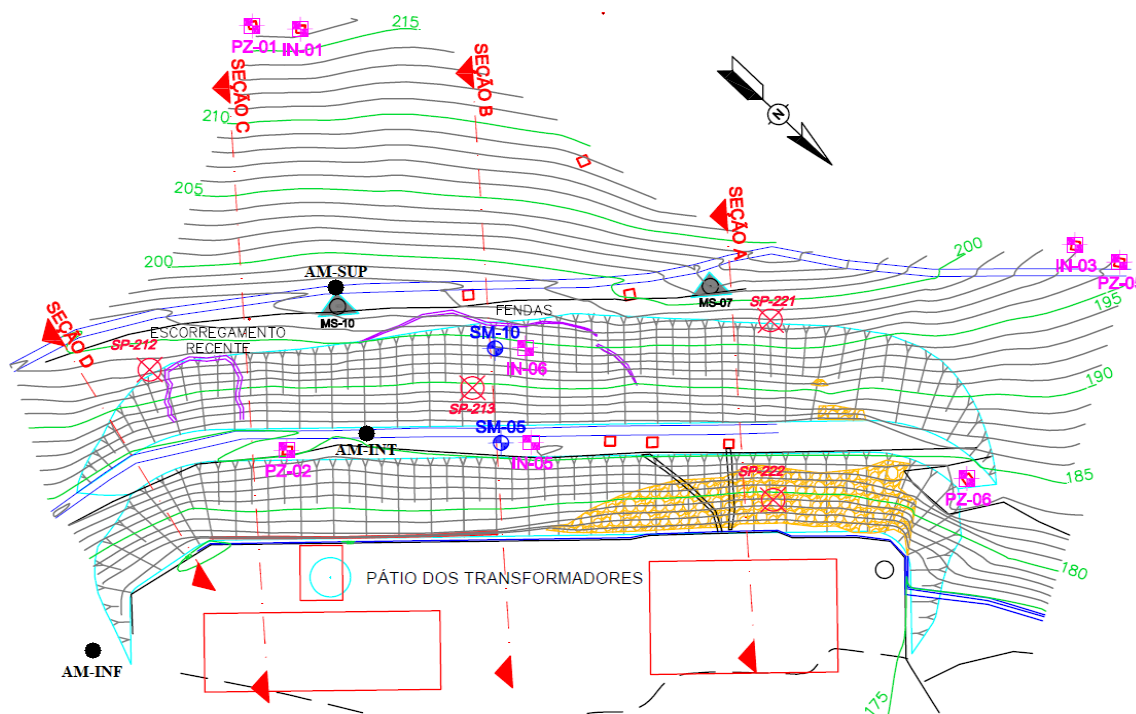 215
PZ-01
IN-01
SEÇÃO C
SEÇÃO B
210
N
205
SEÇÃO A
200
AM-SUP
200
IN-03
MS-07
SP-221
195
MS-10
FENDAS
SEÇÃO D
ESCORREGAMENTO
RECENTE
SP-212
SM-10
IN-06
190
SP-213
SM-05
AM-INT
IN-05
PZ-02
SP-222
185
PZ-06
180
PÁTIO DOS TRANSFORMADORES
AM-INF
175